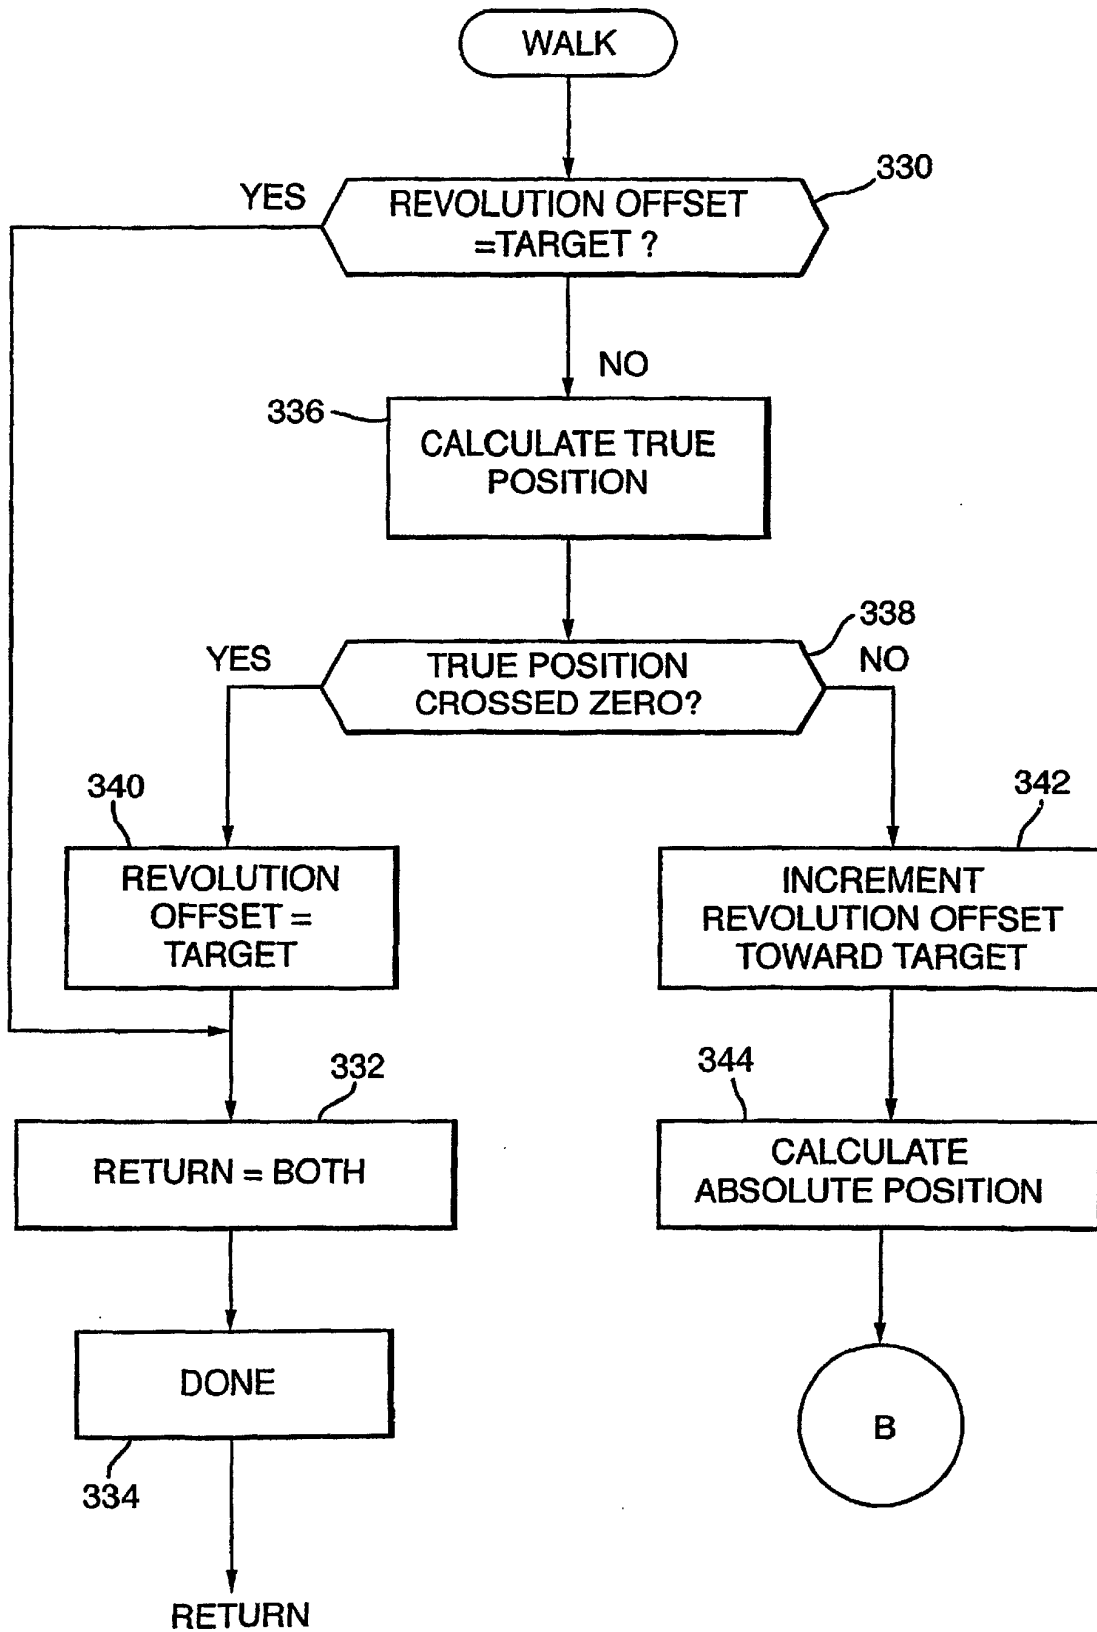 WALK
330
YES
REVOLUTION OFFSET
=TARGET ?
NO
336
CALCULATE TRUE
POSITION
338
YES
TRUE POSITION
CROSSED ZERO?
NO
340
REVOLUTION
OFFSET =
TARGET
342
INCREMENT
REVOLUTION OFFSET
TOWARD TARGET
332
RETURN = BOTH
344
CALCULATE
ABSOLUTE POSITION
DONE
334
B
RETURN